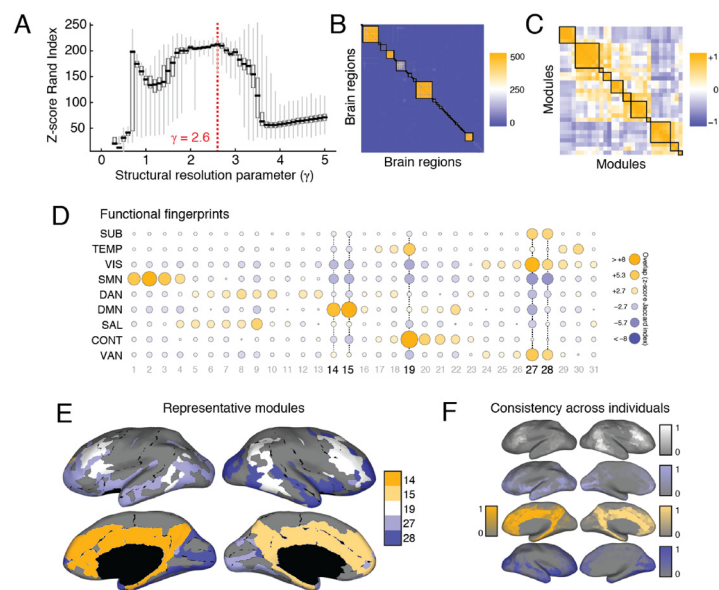 A
Z-score Rand Index
250
200
150
100
50
0
1
2
3
4
5
γ = 2.6
Structural resolution parameter (γ)
B
Brain regions
Brain regions
500
250
0
C
Modules
Modules
+1
0
−1
D Functional fingerprints
SUB
TEMP
VIS
SMN
DAN
DMN
SAL
CONT
VAN
1 2 3 4 5 6 7 8 9 10 11 12 13 14 15 16 17 18 19 20 21 22 23 24 25 26 27 28 29 30 31
> +8
+5.3
+2.7
−2.7
−5.7
< −8
Overlap (z-score Jaccard index)
E Representative modules
14
15
19
27
28
F Consistency across individuals
1
0
1
0
1
0
1
0
1
0